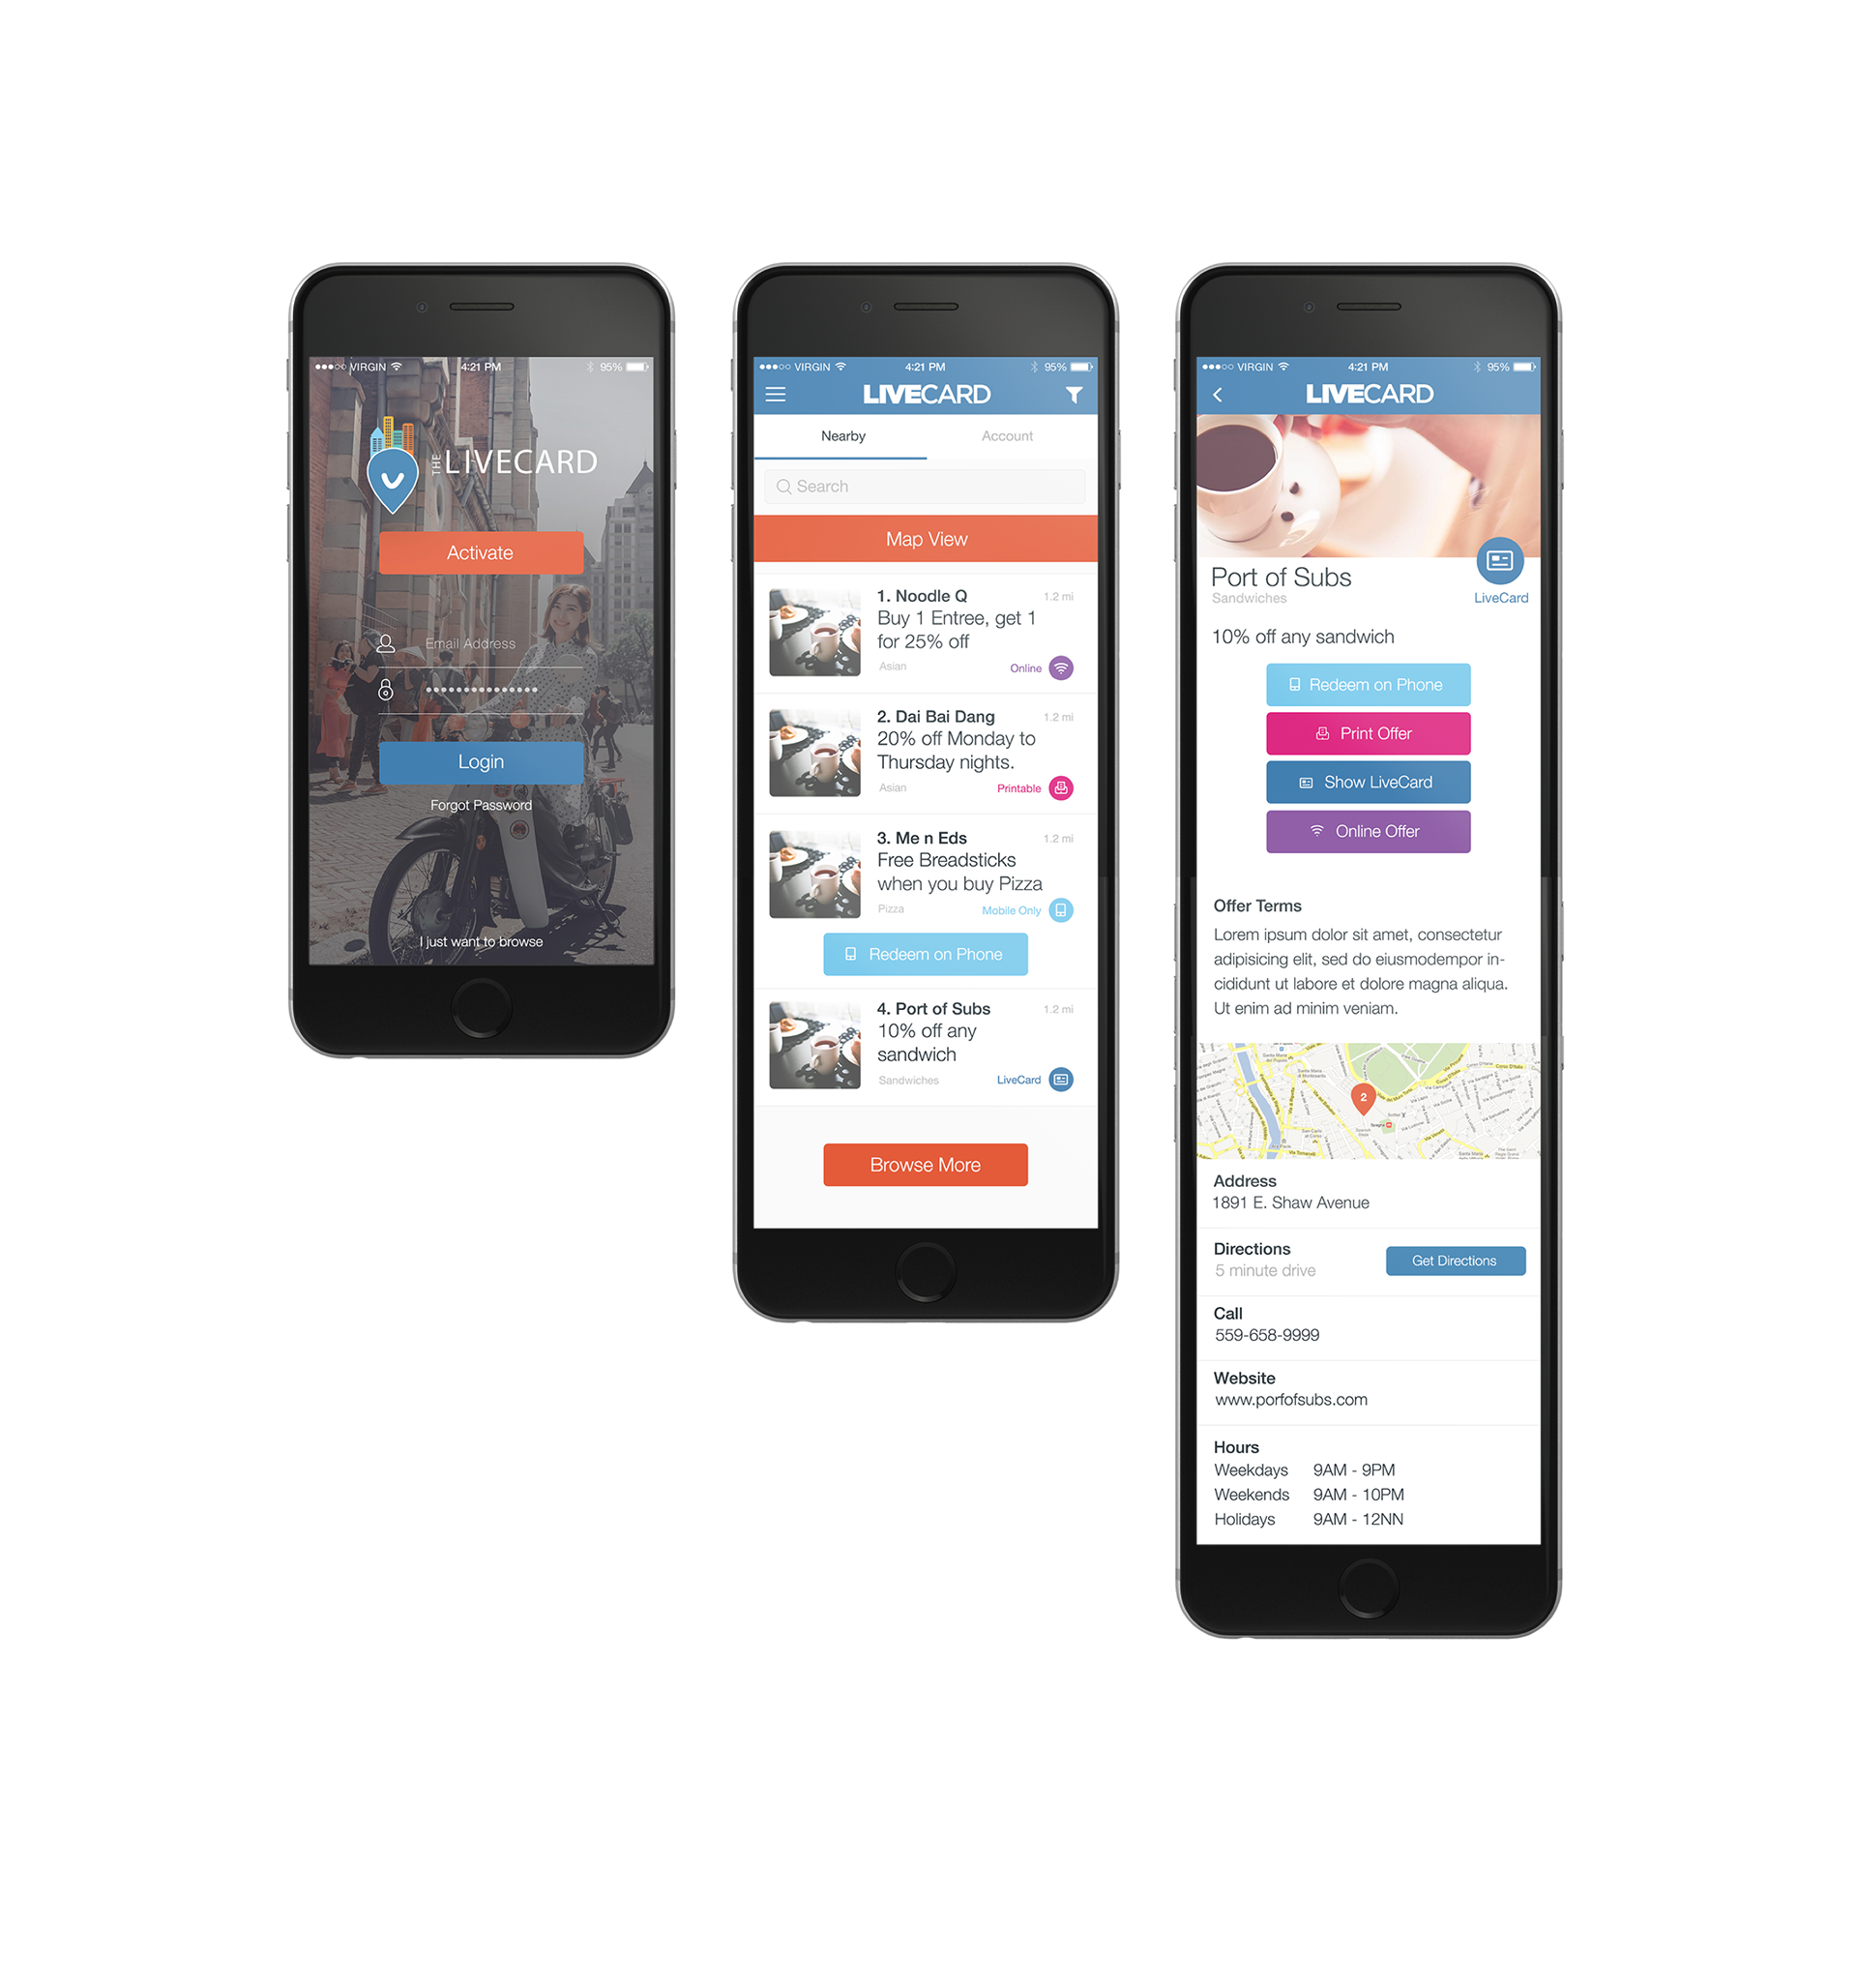 VIRGIN
4:21 PM
95%
THE LIVECARD
Activate
Email Address
Login
Forgot Password
I just want to browse
VIRGIN
4:21 PM
95%
LIVECARD
Nearby
Account
Search
Map View
1. Noodle Q
1.2 mi
Buy 1 Entree, get 1
for 25% off
Asian
Online
2. Dai Bai Dang
1.2 mi
20% off Monday to
Thursday nights.
Asian
Printable
3. Me n Eds
1.2 mi
Free Breadsticks
when you buy Pizza
Pizza
Mobile Only
Redeem on Phone
4. Port of Subs
1.2 mi
10% off any
sandwich
Sandwiches
LiveCard
Browse More
VIRGIN
4:21 PM
95%
LIVECARD
Port of Subs
Sandwiches
LiveCard
10% off any sandwich
Redeem on Phone
Print Offer
Show LiveCard
Online Offer
Offer Terms
Lorem ipsum dolor sit amet, consectetur
adipisicing elit, sed do eiusmodempor in-
cididunt ut labore et dolore magna aliqua.
Ut enim ad minim veniam.
2
Address
1891 E. Shaw Avenue
Directions
5 minute drive
Get Directions
Call
559-658-9999
Website
www.porfofsubs.com
Hours
Weekdays 9AM - 9PM
Weekends 9AM - 10PM
Holidays 9AM - 12NN